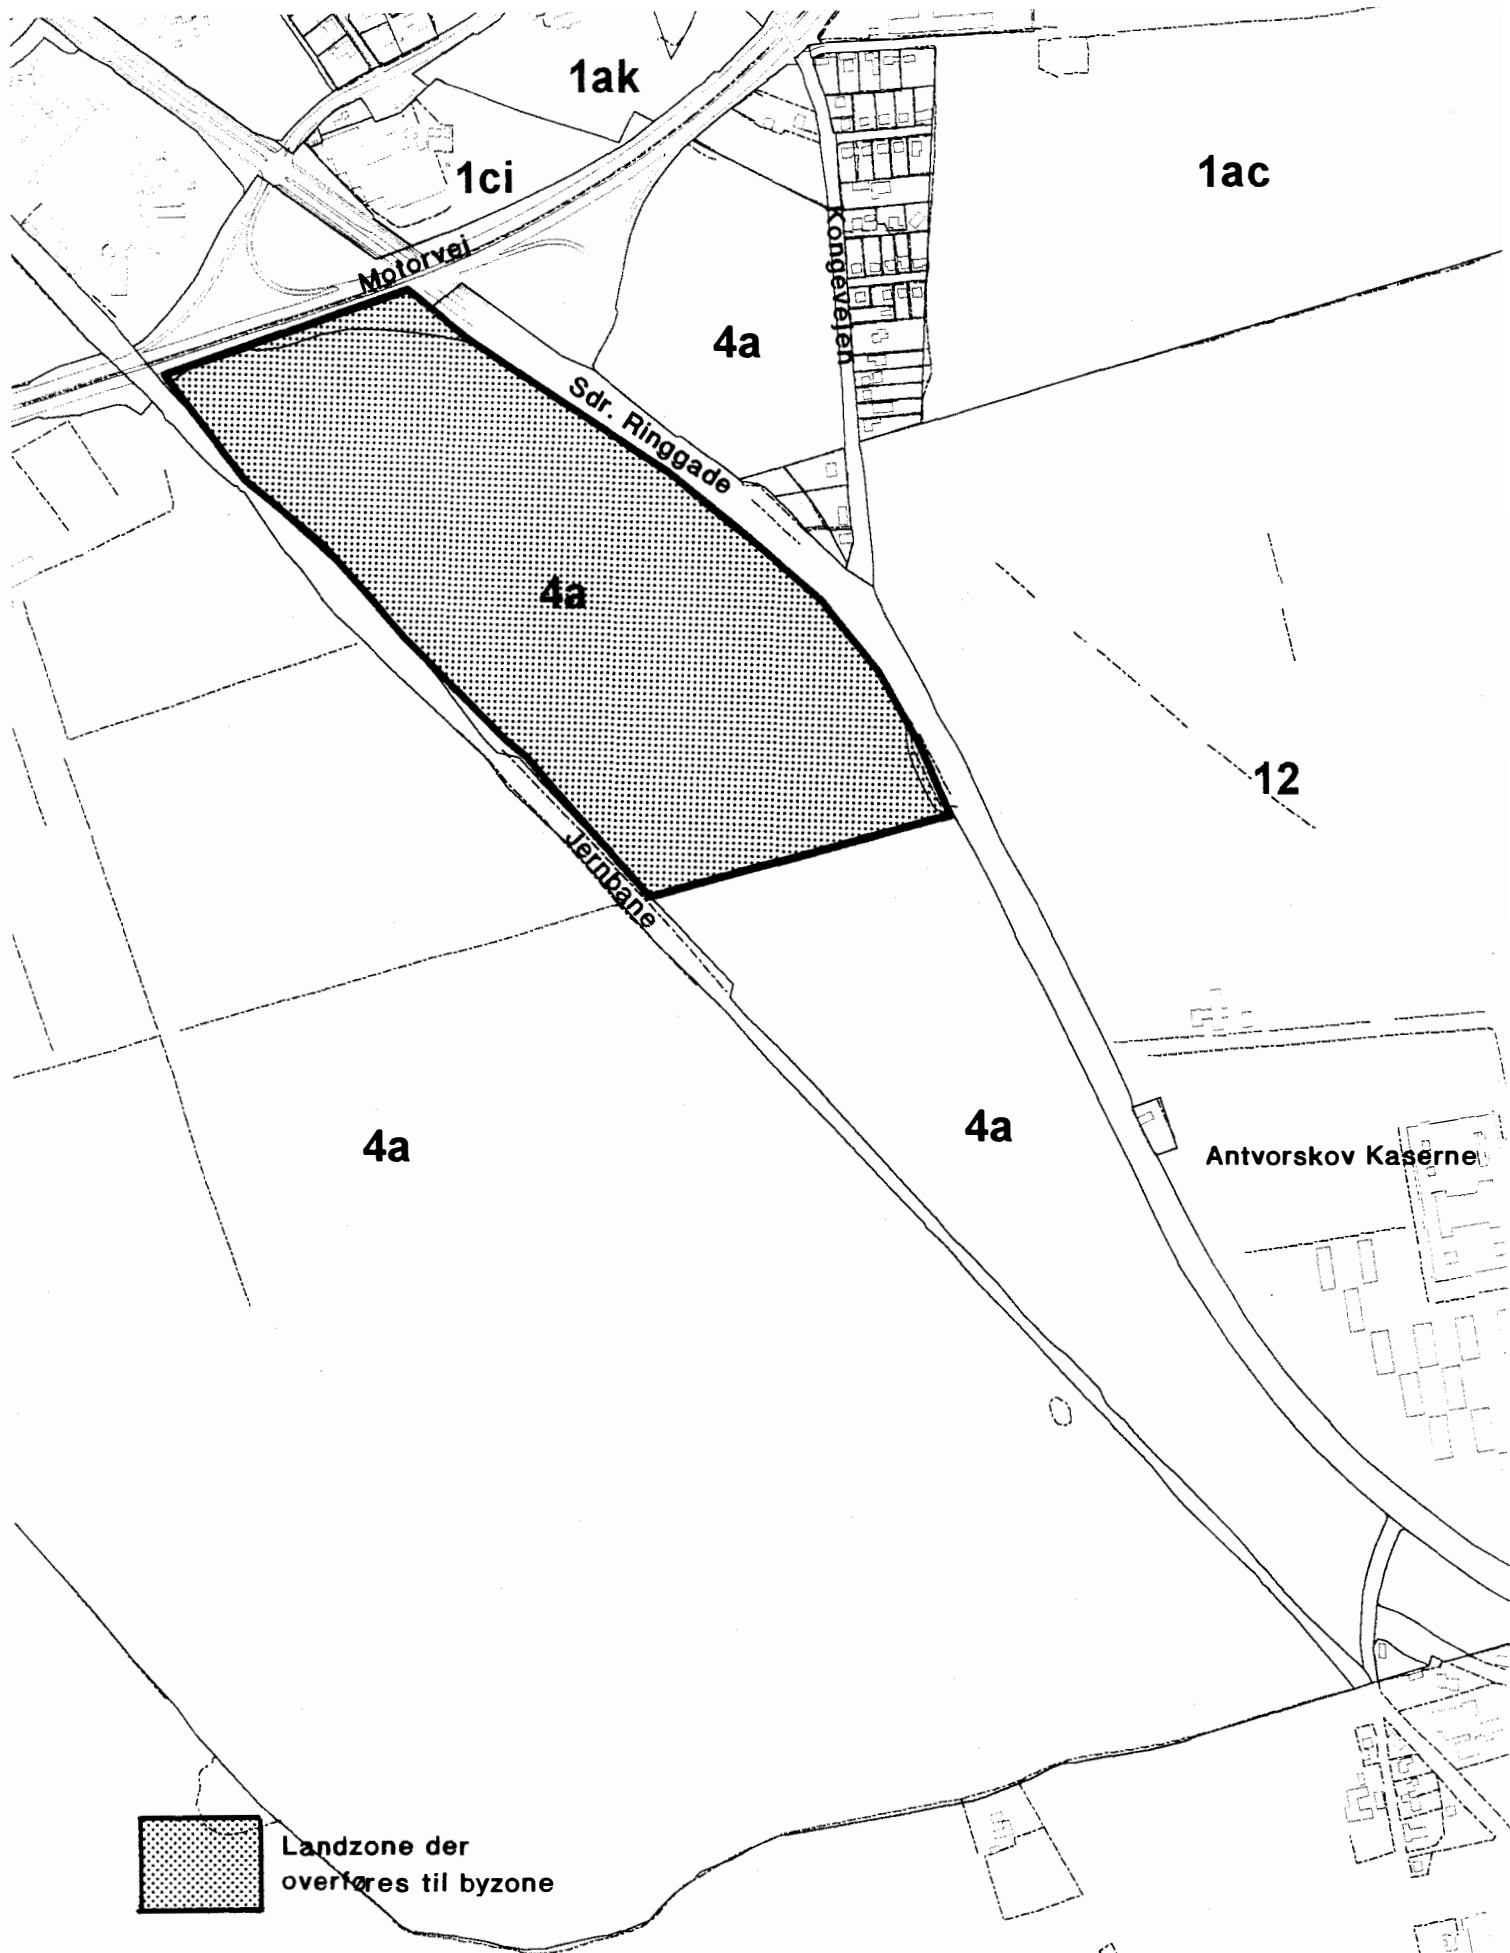 1ak
1ci
1ac
Motorvej
Kongevejen
4a
Sdr. Ringgade
4a
12
Jernbane
4a
4a
Antvorskov Kaserne
Landzone der
overføres til byzone